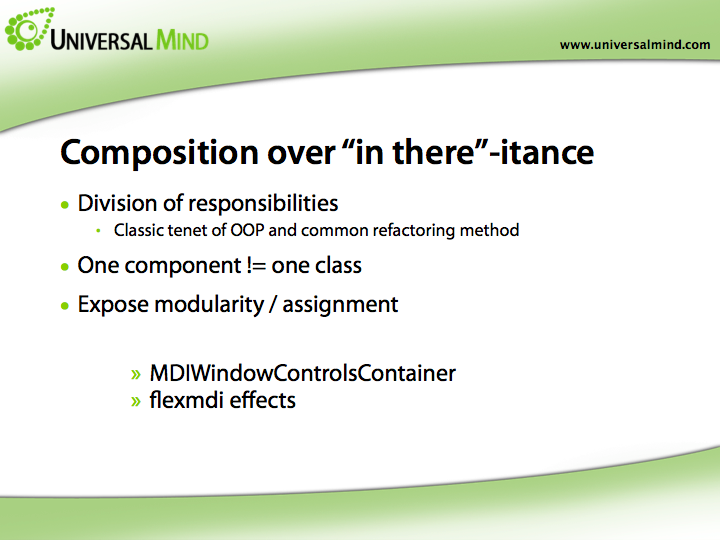 UNIVERSAL MIND
www.universalmind.com
Composition over “in there”-itance
• Division of responsibilities
• Classic tenet of OOP and common refactoring method
• One component != one class
• Expose modularity / assignment
» MDIWindowControlsContainer
» flexmdi effects